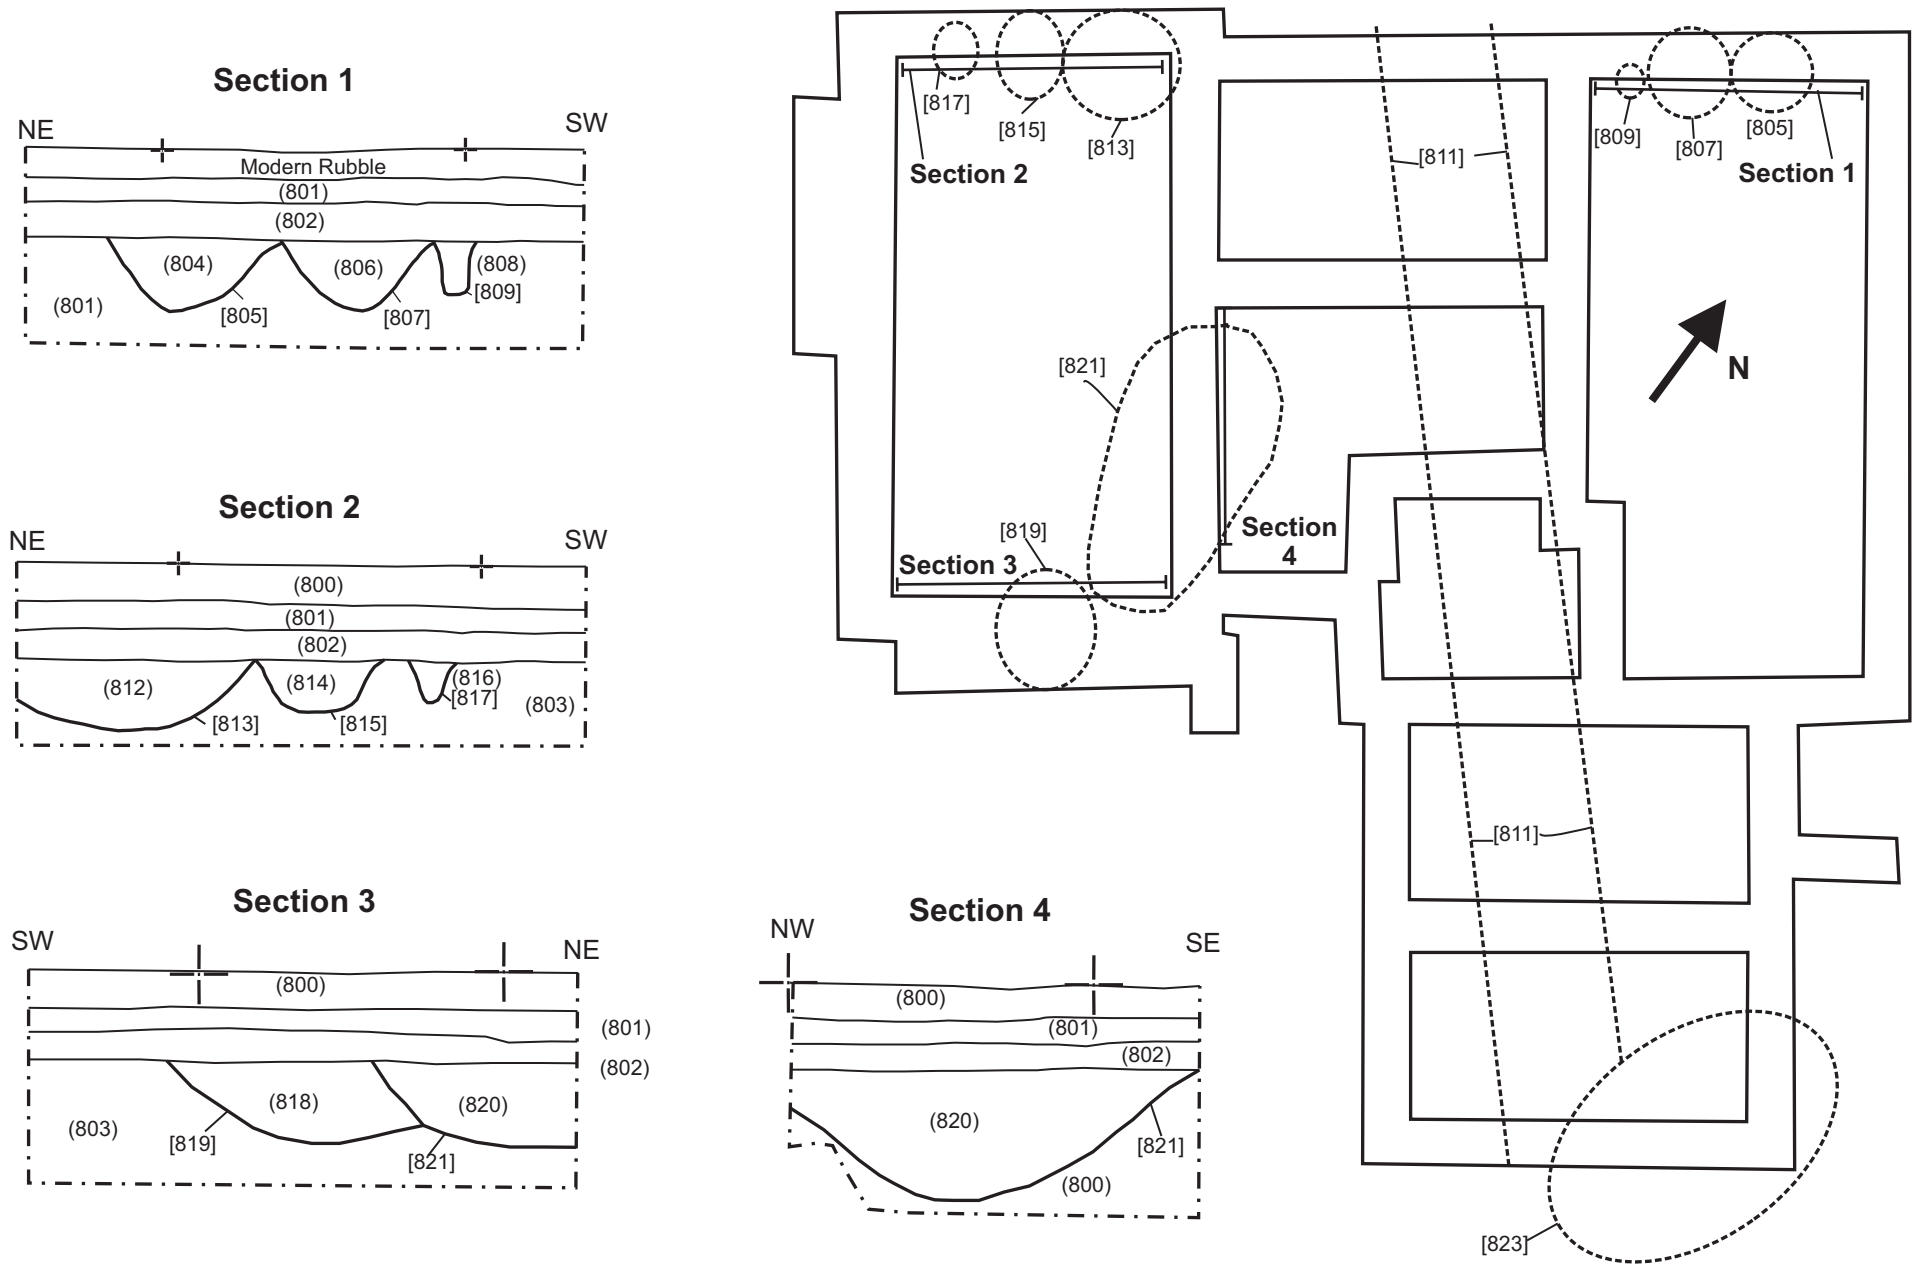 Section 1
NE
SW
Modern Rubble
(801)
(802)
(804)
(806)
(808)
(801)
[805]
[807]
[809]
Section 2
NE
SW
(800)
(801)
(802)
(812)
(814)
(816)
[817]
(803)
[813]
[815]
Section 3
SW
NE
(800)
(801)
(802)
(818)
(820)
(803)
[819]
[821]
Section 4
NW
SE
(800)
(801)
(802)
(820)
[821]
(800)
[817]
[815]
[813]
Section 2
[811]
[809]
[807]
[805]
Section 1
N
[821]
[819]
Section 3
Section
4
[811]
[823]